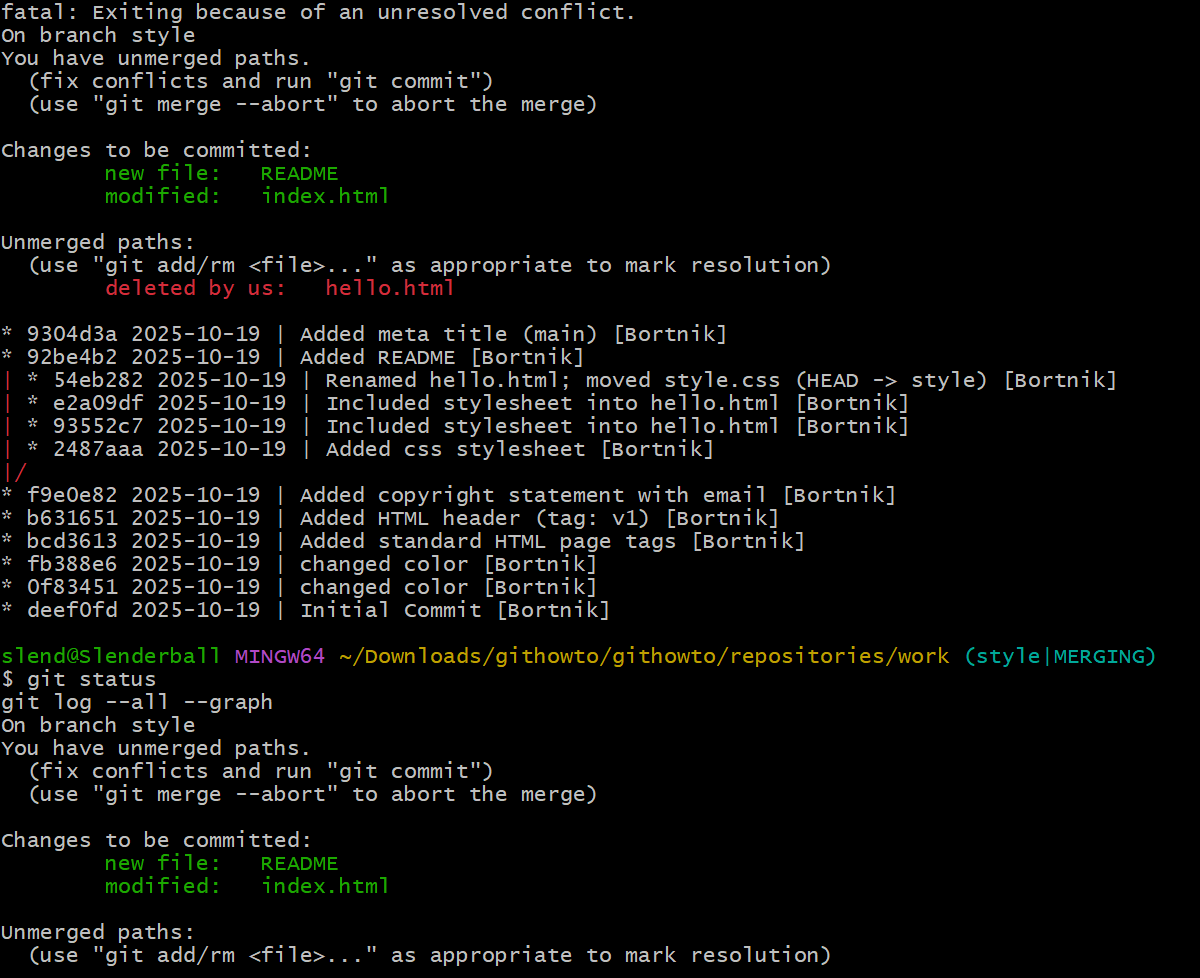 fatal: Exiting because of an unresolved conflict.
On branch style
You have unmerged paths.
  (fix conflicts and run "git commit")
  (use "git merge --abort" to abort the merge)

Changes to be committed:
        new file:   README
        modified:   index.html

Unmerged paths:
  (use "git add/rm <file>..." as appropriate to mark resolution)
        deleted by us:   hello.html

* 9304d3a 2025-10-19 | Added meta title (main) [Bortnik]
* 92be4b2 2025-10-19 | Added README [Bortnik]
| * 54eb282 2025-10-19 | Renamed hello.html; moved style.css (HEAD -> style) [Bortnik]
| * e2a09df 2025-10-19 | Included stylesheet into hello.html [Bortnik]
| * 93552c7 2025-10-19 | Included stylesheet into hello.html [Bortnik]
| * 2487aaa 2025-10-19 | Added css stylesheet [Bortnik]
|/
* f9e0e82 2025-10-19 | Added copyright statement with email [Bortnik]
* b631651 2025-10-19 | Added HTML header (tag: v1) [Bortnik]
* bcd3613 2025-10-19 | Added standard HTML page tags [Bortnik]
* fb388e6 2025-10-19 | changed color [Bortnik]
* 0f83451 2025-10-19 | changed color [Bortnik]
* deef0fd 2025-10-19 | Initial Commit [Bortnik]

slend@Slenderball MINGW64 ~/Downloads/githowto/githowto/repositories/work (style|MERGING)
$ git status
git log --all --graph
On branch style
You have unmerged paths.
  (fix conflicts and run "git commit")
  (use "git merge --abort" to abort the merge)

Changes to be committed:
        new file:   README
        modified:   index.html

Unmerged paths:
  (use "git add/rm <file>..." as appropriate to mark resolution)